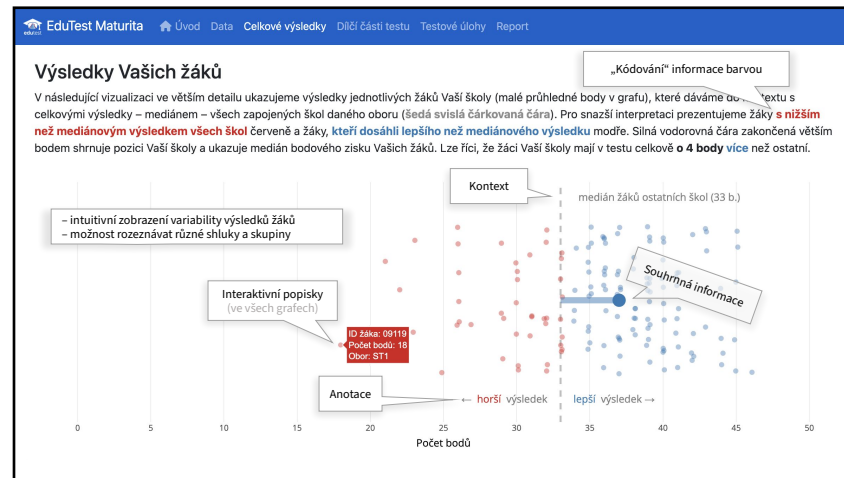 edutest EduTest Maturita Úvod Data Celkové výsledky Dílčí části testu Testové úlohy Report
Výsledky Vašich žáků
„Kódování“ informace barvou
V následující vizualizaci ve větším detailu ukazujeme výsledky jednotlivých žáků Vaší školy (malé průhledné body v grafu), které dáváme do textu s
celkovými výsledky – mediánem – všech zapojených škol daného oboru (šedá svislá čárkovaná čára). Pro snazší interpretaci prezentujeme žáky s nižším
než mediánovým výsledkem všech škol červeně a žáky, kteří dosáhli lepšího než mediánového výsledku modře. Silná vodorovná čára zakončená větším
bodem shrnuje pozici Vaší školy a ukazuje medián bodového zisku Vašich žáků. Lze říci, že žáci Vaší školy mají v testu celkově o 4 body více než ostatní.
Kontext
medián žáků ostatních škol (33 b.)
– intuitivní zobrazení variability výsledků žáků
– možnost rozeznávat různé shluky a skupiny
Souhrnná informace
Interaktivní popisky
(ve všech grafech)
ID žáka: 09119
Počet bodů: 18
Obor: ST1
Anotace
← horší výsledek lepší výsledek →
0 5 10 15 20 25 30 35 40 45 50
Počet bodů